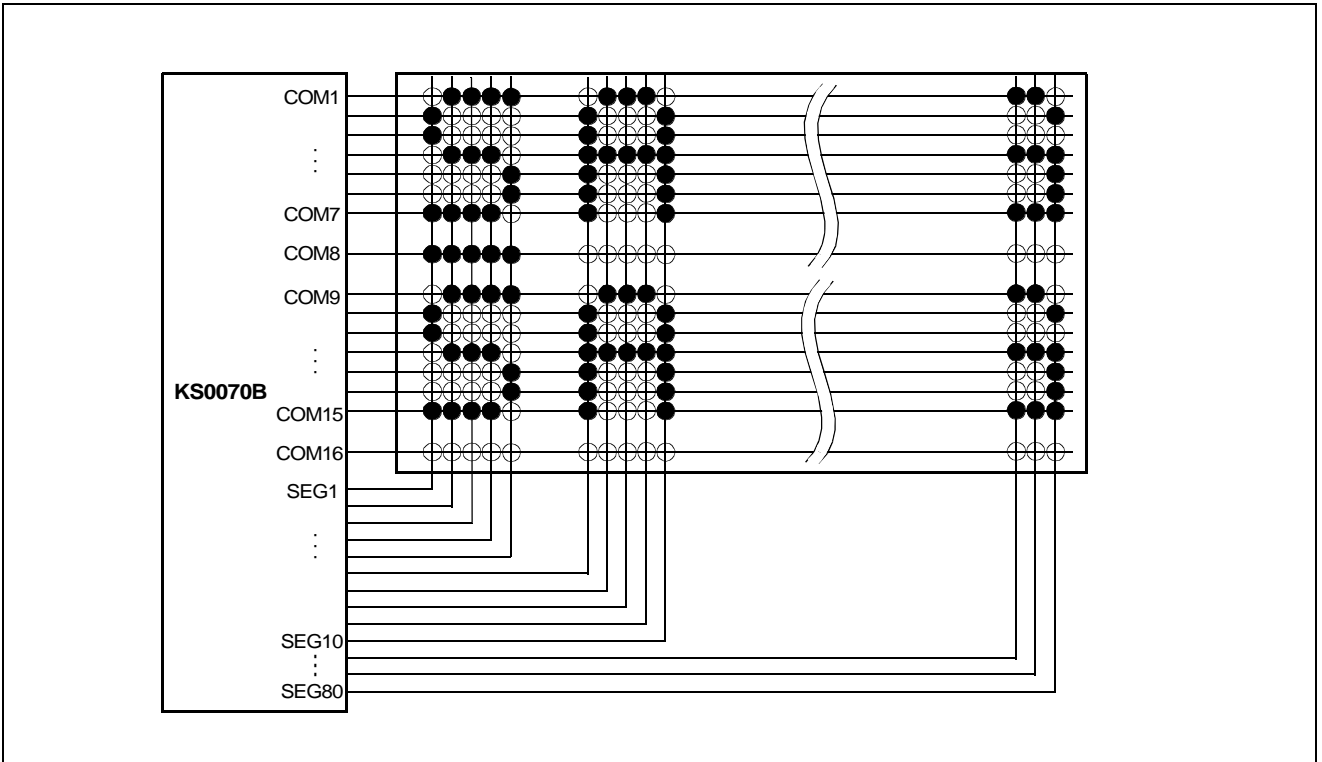 COM1
⋮
COM7
COM8
COM9
⋮
KS0070B
COM15
COM16
SEG1
⋮
SEG10
⋮
SEG80